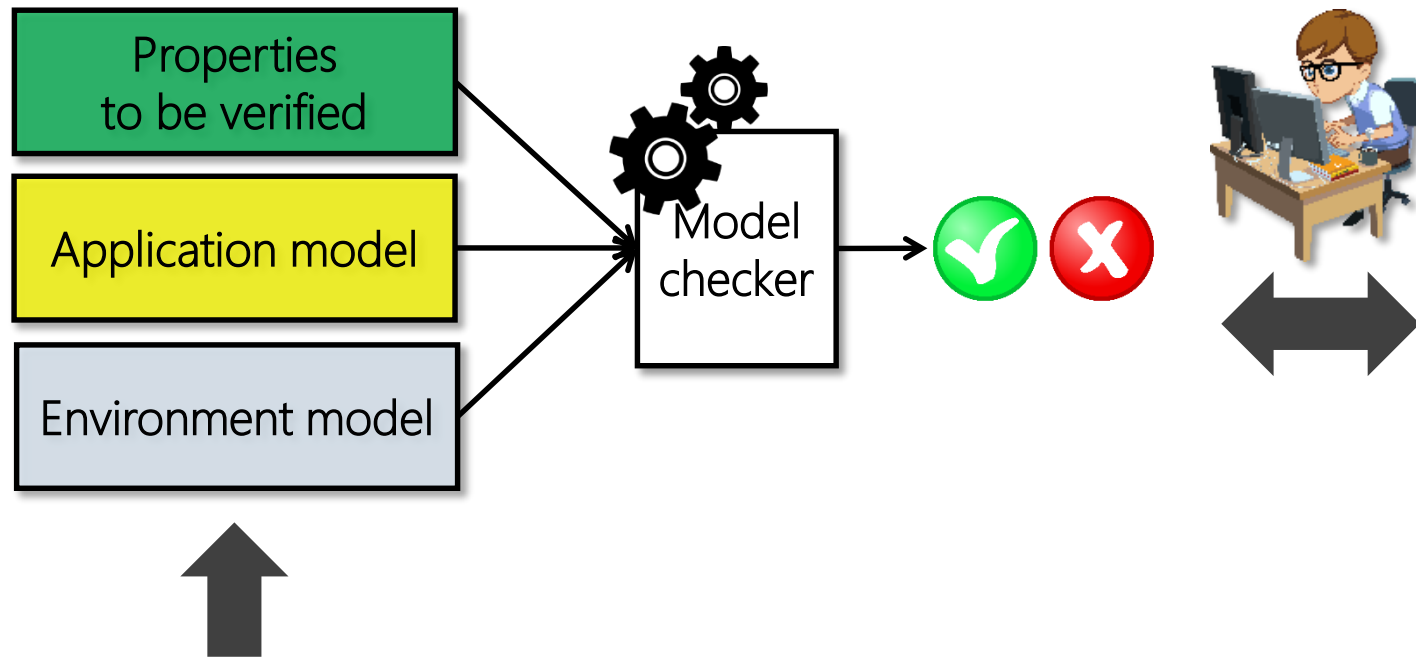 Properties
to be verified
Application model
Environment model
Model
checker